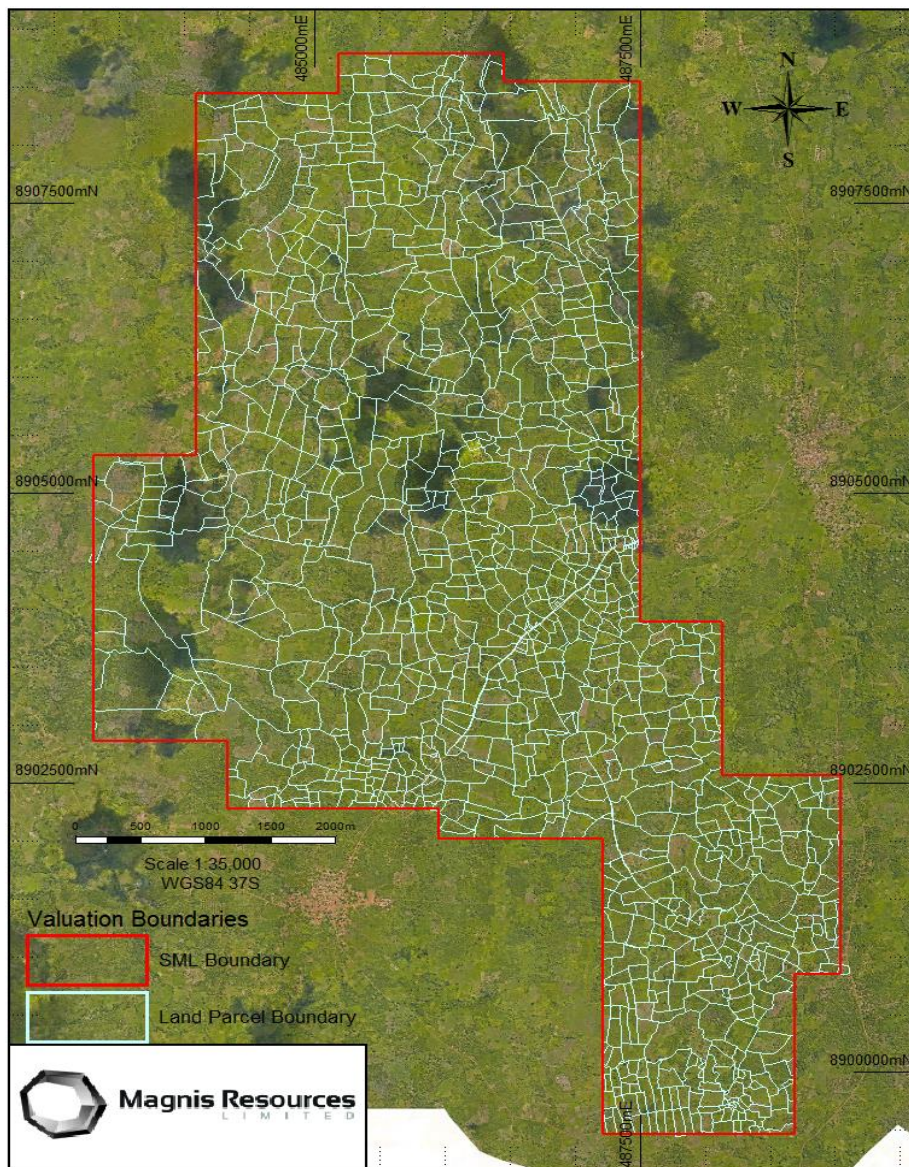 485000mE
487500mE
N
W
E
S
8907500mN
8907500mN
8905000mN
8905000mN
8902500mN
8902500mN
0
500
1000
1500
2000m
Scale 1:35,000
WGS84 37S
Valuation Boundaries
SML Boundary
Land Parcel Boundary
8900000mN
487500mE
Magnis Resources
LIMITED